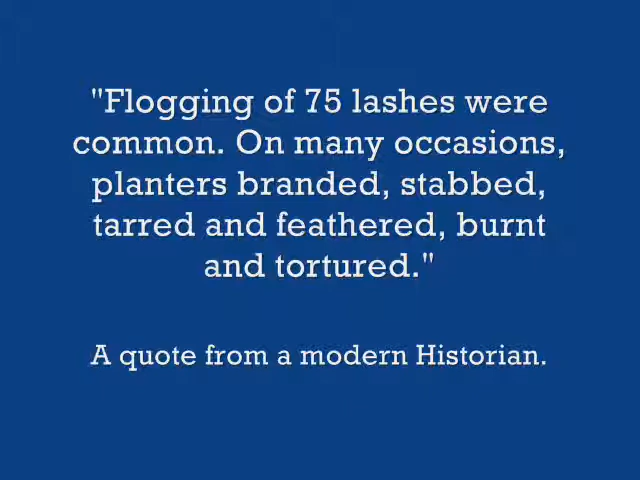 "Flogging of 75 lashes were
common. On many occasions,
planters branded, stabbed,
tarred and feathered, burnt
and tortured."
A quote from a modern Historian.